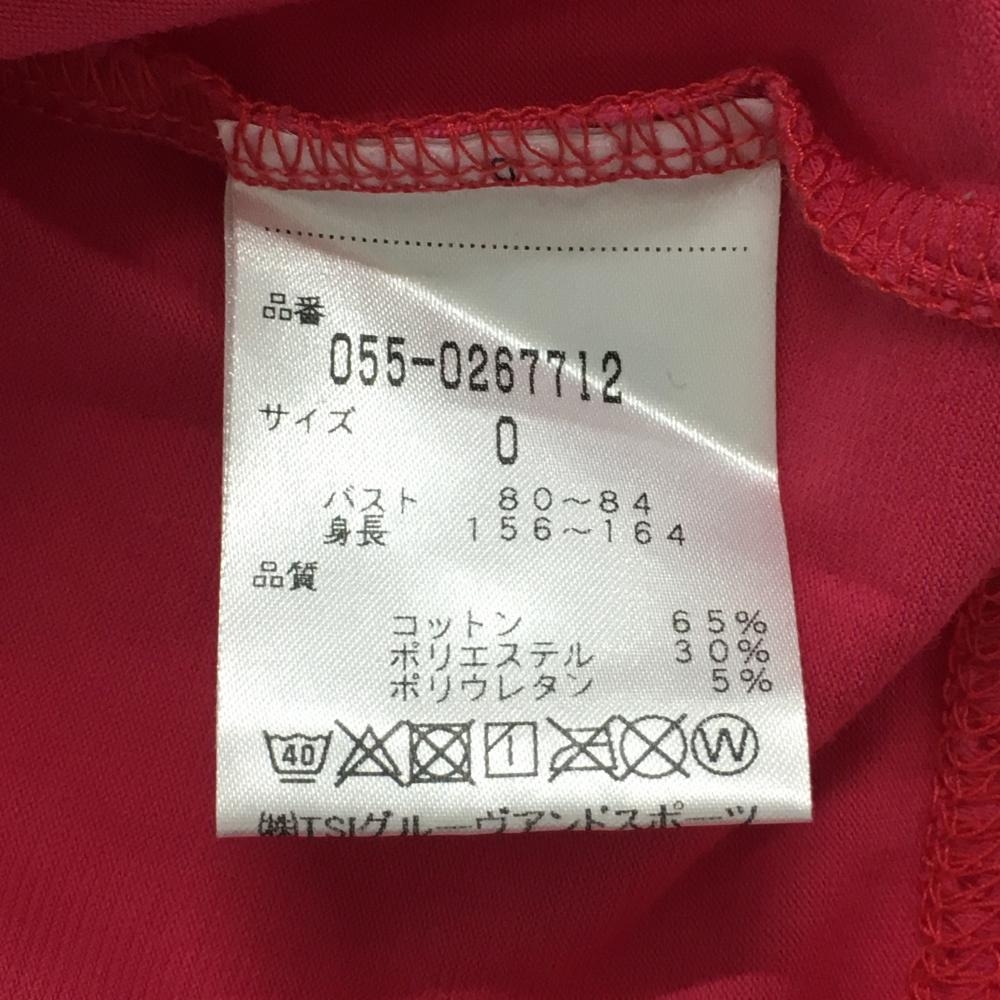 品番
055-0267712
サイズ 0
バスト 80～84
身長 156～164
品質
コットン 65%
ポリエステル 30%
ポリウレタン 5%
40 W
㈱TSIグルーヴアンドスポーツ